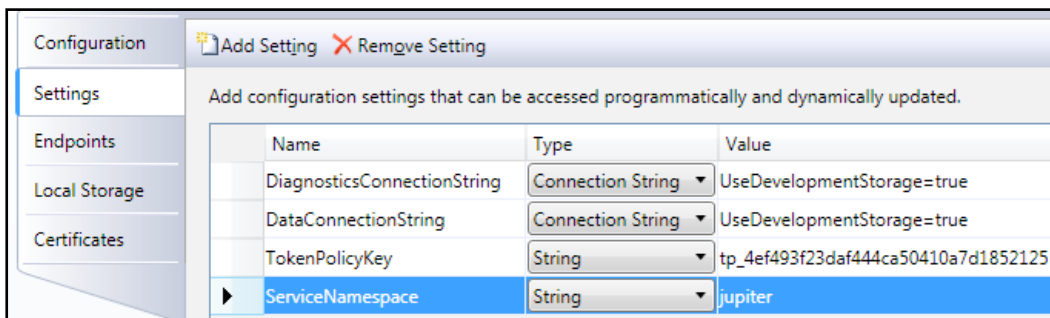 Configuration
Add Setting Remove Setting
Settings
Add configuration settings that can be accessed programmatically and dynamically updated.
Endpoints
Name Type Value
Local Storage
DiagnosticsConnectionString Connection String UseDevelopmentStorage=true
DataConnectionString Connection String UseDevelopmentStorage=true
Certificates
TokenPolicyKey String tp_4ef493f23daf444ca50410a7d1852125
ServiceNamespace String jupiter